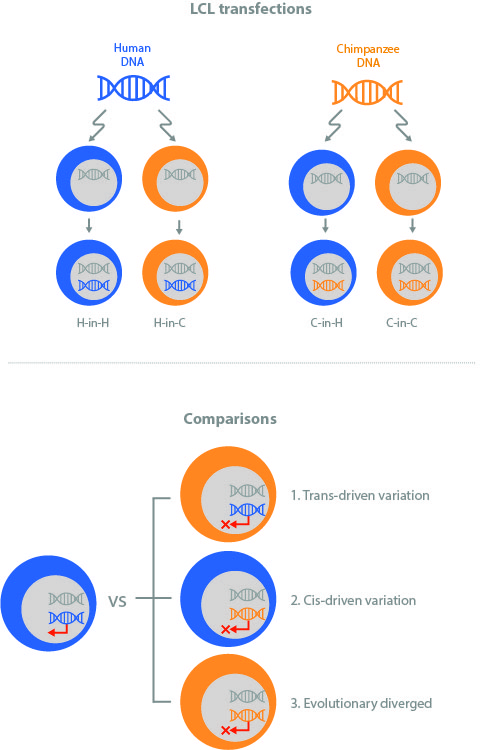 LCL transfections
Human
DNA
Chimpanzee
DNA
H-in-H
H-in-C
C-in-H
C-in-C
Comparisons
1. Trans-driven variation
VS
2. Cis-driven variation
3. Evolutionary diverged